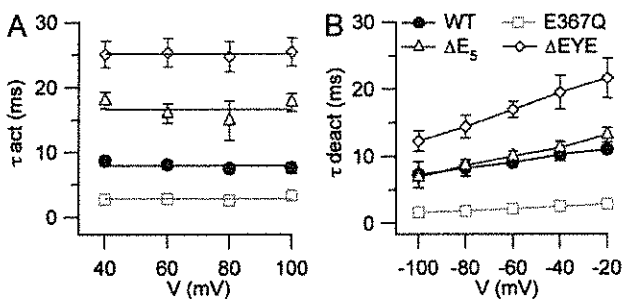 A
τ act (ms)
30
20
10
0
40 60 80 100
V (mV)
B
WT E367Q
ΔE₅ ΔEYE
τ deact (ms)
30
20
10
0
-100 -80 -60 -40 -20
V (mV)